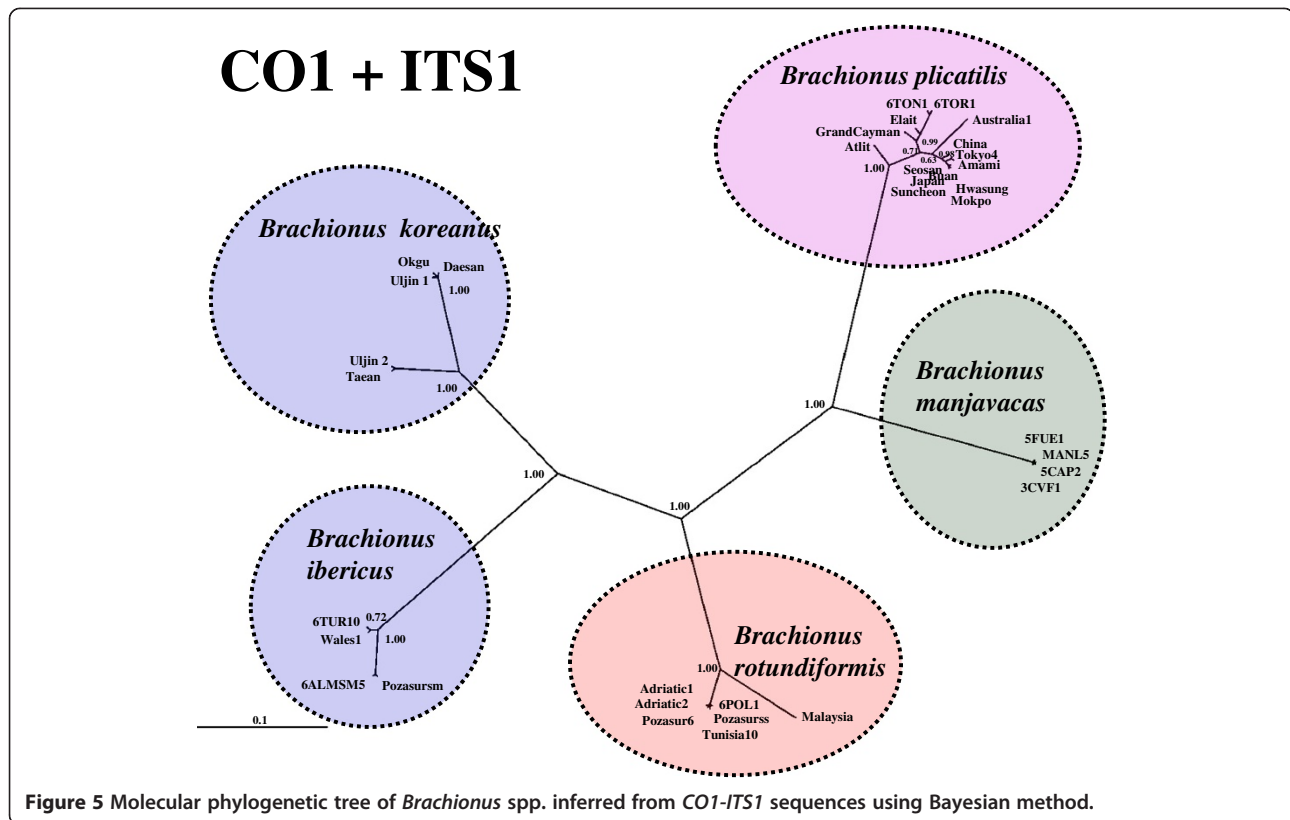 CO1 + ITS1
Brachionus plicatilis
6TON1 6TOR1
Elait
Australia1
GrandCayman
Atlit
0.99
0.71
China
0.98
Tokyo4
0.63
Amami
1.00
Seosan
Buan
Japan
Hwasung
Suncheon
Mokpo
Brachionus koreanus
Okgu
Daesan
Uljin 1
1.00
Uljin 2
Taean
1.00
Brachionus
manjavacas
1.00
5FUE1
MANL5
5CAP2
3CVF1
1.00
1.00
Brachionus
ibericus
6TUR10
0.72
Wales1
1.00
6ALMSM5
Pozasursm
0.1
Brachionus
rotundiformis
1.00
Adriatic1
Adriatic2
6POL1
Pozasur6
Pozasurss
Malaysia
Tunisia10
Figure 5 Molecular phylogenetic tree of Brachionus spp. inferred from CO1-ITS1 sequences using Bayesian method.